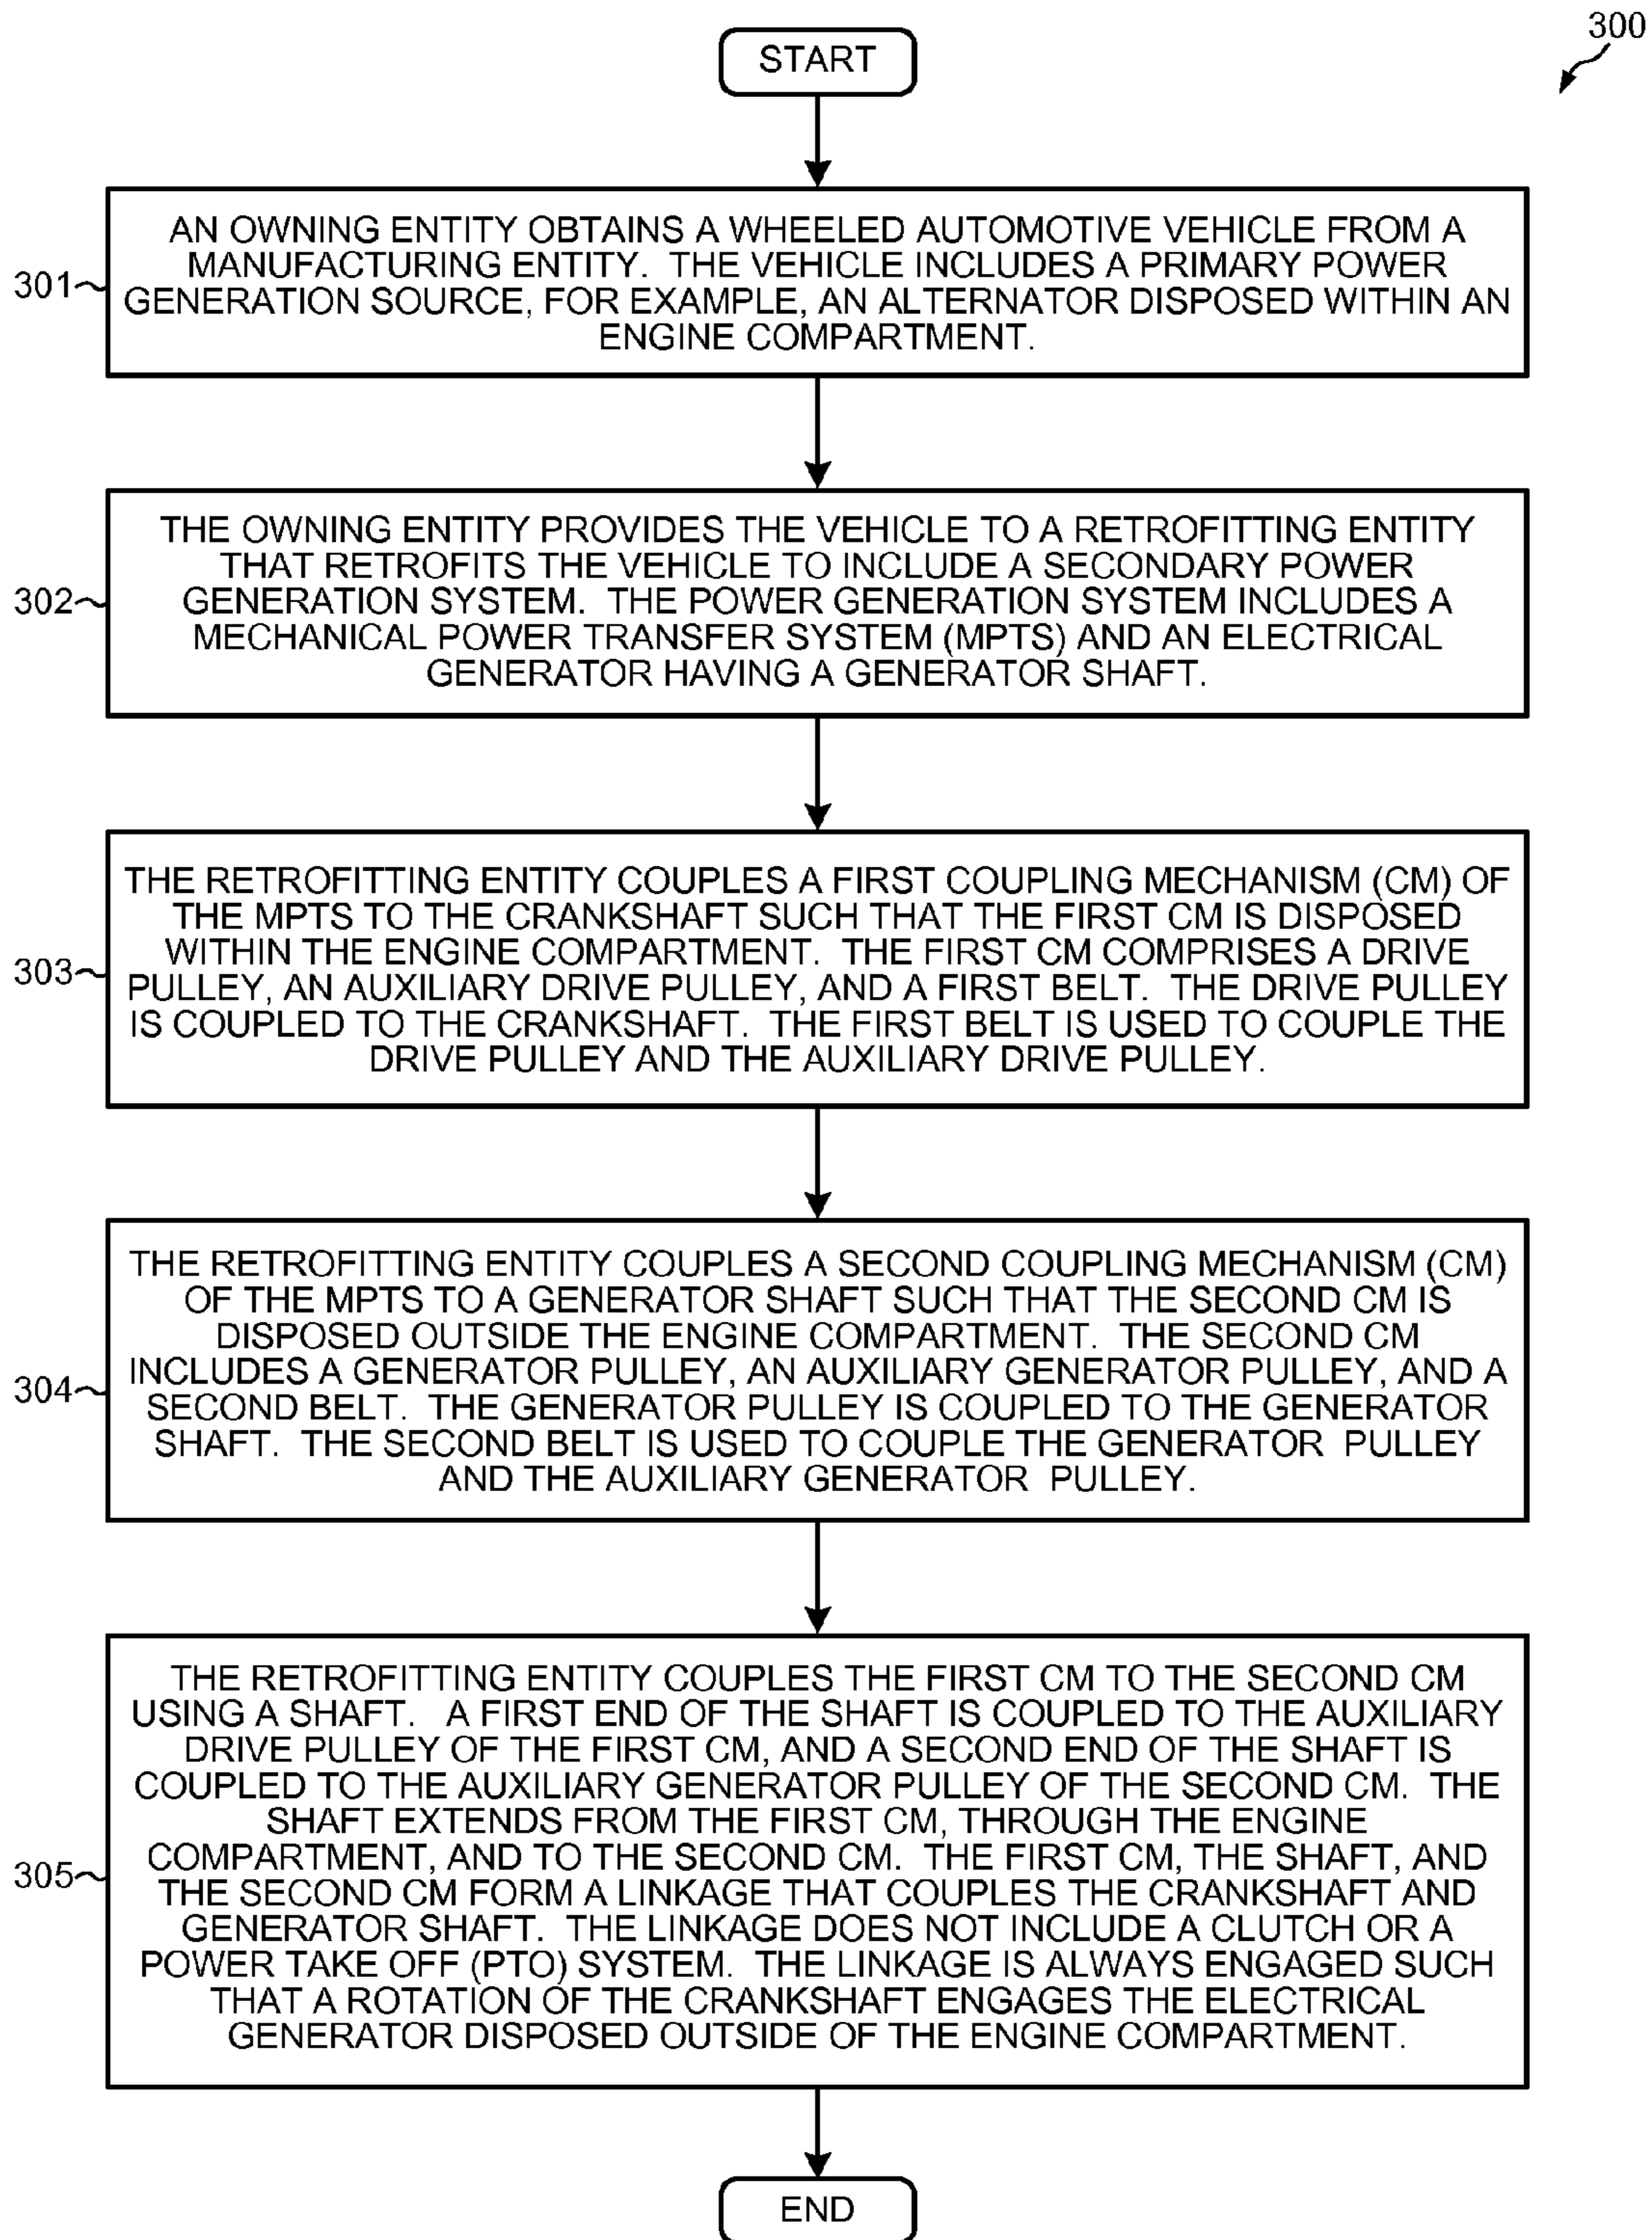 300
START
301
AN OWNING ENTITY OBTAINS A WHEELED AUTOMOTIVE VEHICLE FROM A
MANUFACTURING ENTITY. THE VEHICLE INCLUDES A PRIMARY POWER
GENERATION SOURCE, FOR EXAMPLE, AN ALTERNATOR DISPOSED WITHIN AN
ENGINE COMPARTMENT.
302
THE OWNING ENTITY PROVIDES THE VEHICLE TO A RETROFITTING ENTITY
THAT RETROFITS THE VEHICLE TO INCLUDE A SECONDARY POWER
GENERATION SYSTEM. THE POWER GENERATION SYSTEM INCLUDES A
MECHANICAL POWER TRANSFER SYSTEM (MPTS) AND AN ELECTRICAL
GENERATOR HAVING A GENERATOR SHAFT.
303
THE RETROFITTING ENTITY COUPLES A FIRST COUPLING MECHANISM (CM) OF
THE MPTS TO THE CRANKSHAFT SUCH THAT THE FIRST CM IS DISPOSED
WITHIN THE ENGINE COMPARTMENT. THE FIRST CM COMPRISES A DRIVE
PULLEY, AN AUXILIARY DRIVE PULLEY, AND A FIRST BELT. THE DRIVE PULLEY
IS COUPLED TO THE CRANKSHAFT. THE FIRST BELT IS USED TO COUPLE THE
DRIVE PULLEY AND THE AUXILIARY DRIVE PULLEY.
304
THE RETROFITTING ENTITY COUPLES A SECOND COUPLING MECHANISM (CM)
OF THE MPTS TO A GENERATOR SHAFT SUCH THAT THE SECOND CM IS
DISPOSED OUTSIDE THE ENGINE COMPARTMENT. THE SECOND CM
INCLUDES A GENERATOR PULLEY, AN AUXILIARY GENERATOR PULLEY, AND A
SECOND BELT. THE GENERATOR PULLEY IS COUPLED TO THE GENERATOR
SHAFT. THE SECOND BELT IS USED TO COUPLE THE GENERATOR PULLEY
AND THE AUXILIARY GENERATOR PULLEY.
305
THE RETROFITTING ENTITY COUPLES THE FIRST CM TO THE SECOND CM
USING A SHAFT. A FIRST END OF THE SHAFT IS COUPLED TO THE AUXILIARY
DRIVE PULLEY OF THE FIRST CM, AND A SECOND END OF THE SHAFT IS
COUPLED TO THE AUXILIARY GENERATOR PULLEY OF THE SECOND CM. THE
SHAFT EXTENDS FROM THE FIRST CM, THROUGH THE ENGINE
COMPARTMENT, AND TO THE SECOND CM. THE FIRST CM, THE SHAFT, AND
THE SECOND CM FORM A LINKAGE THAT COUPLES THE CRANKSHAFT AND
GENERATOR SHAFT. THE LINKAGE DOES NOT INCLUDE A CLUTCH OR A
POWER TAKE OFF (PTO) SYSTEM. THE LINKAGE IS ALWAYS ENGAGED SUCH
THAT A ROTATION OF THE CRANKSHAFT ENGAGES THE ELECTRICAL
GENERATOR DISPOSED OUTSIDE OF THE ENGINE COMPARTMENT.
END